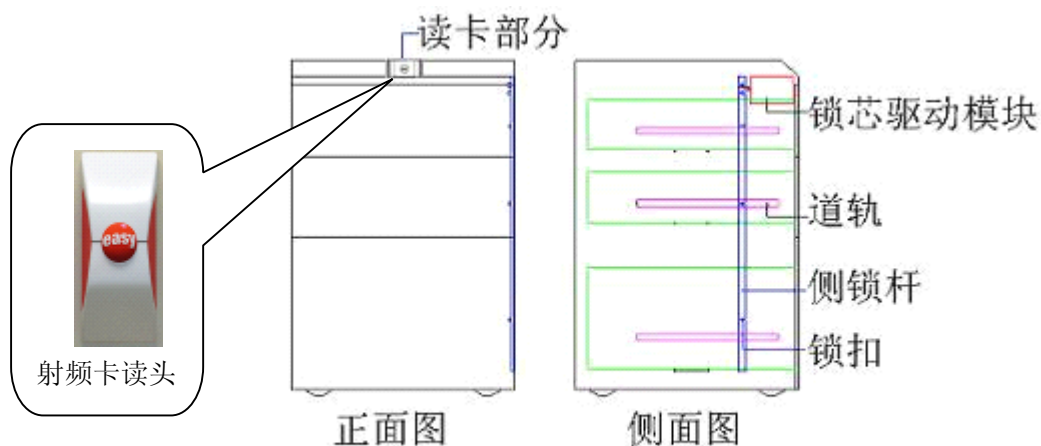 读卡部分
锁芯驱动模块
easy
道轨
侧锁杆
锁扣
射频卡读头
正面图
侧面图